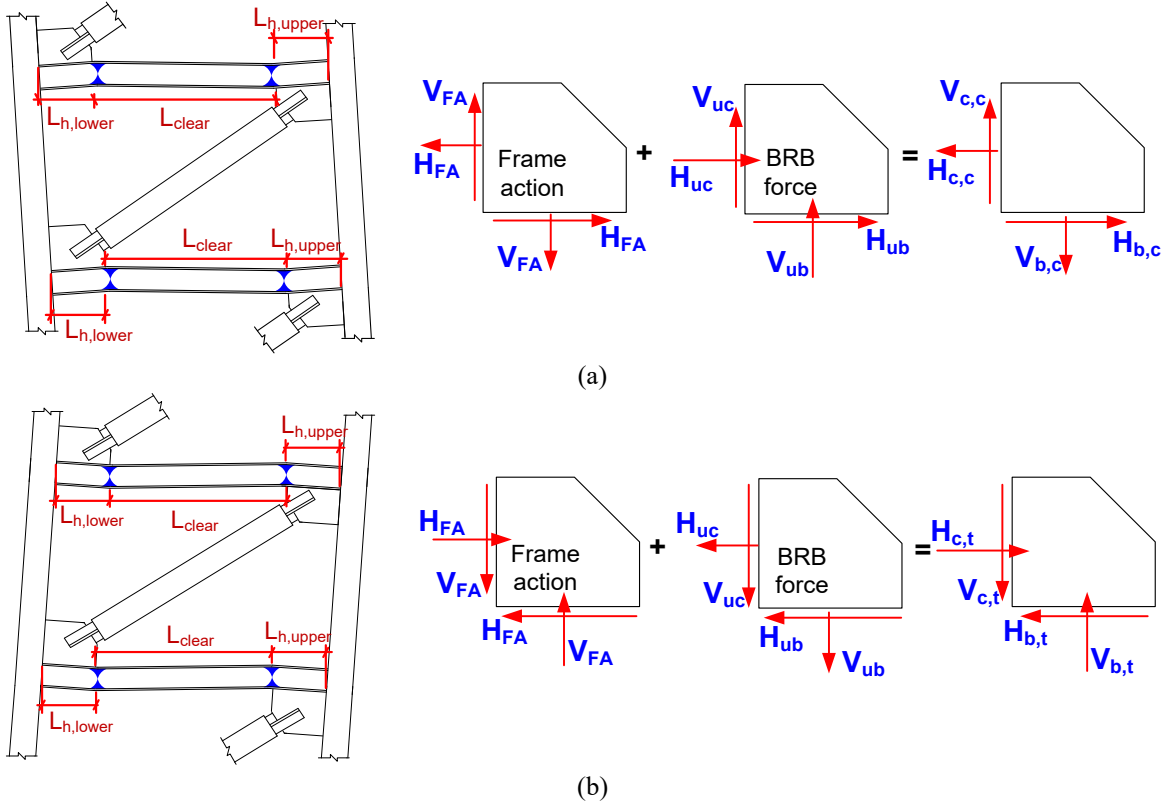 L_h,upper
L_h,lower
L_clear
L_clear
L_h,upper
L_h,lower
V_FA
H_FA
Frame
action
H_FA
V_FA
+
V_uc
H_uc
BRB
force
H_ub
V_ub
=
V_c,c
H_c,c
V_b,c
H_b,c
(a)
L_h,upper
L_h,lower
L_clear
L_clear
L_h,upper
L_h,lower
H_FA
V_FA
Frame
action
H_FA
V_FA
+
H_uc
V_uc
BRB
force
H_ub
V_ub
=
H_c,t
V_c,t
H_b,t
V_b,t
(b)